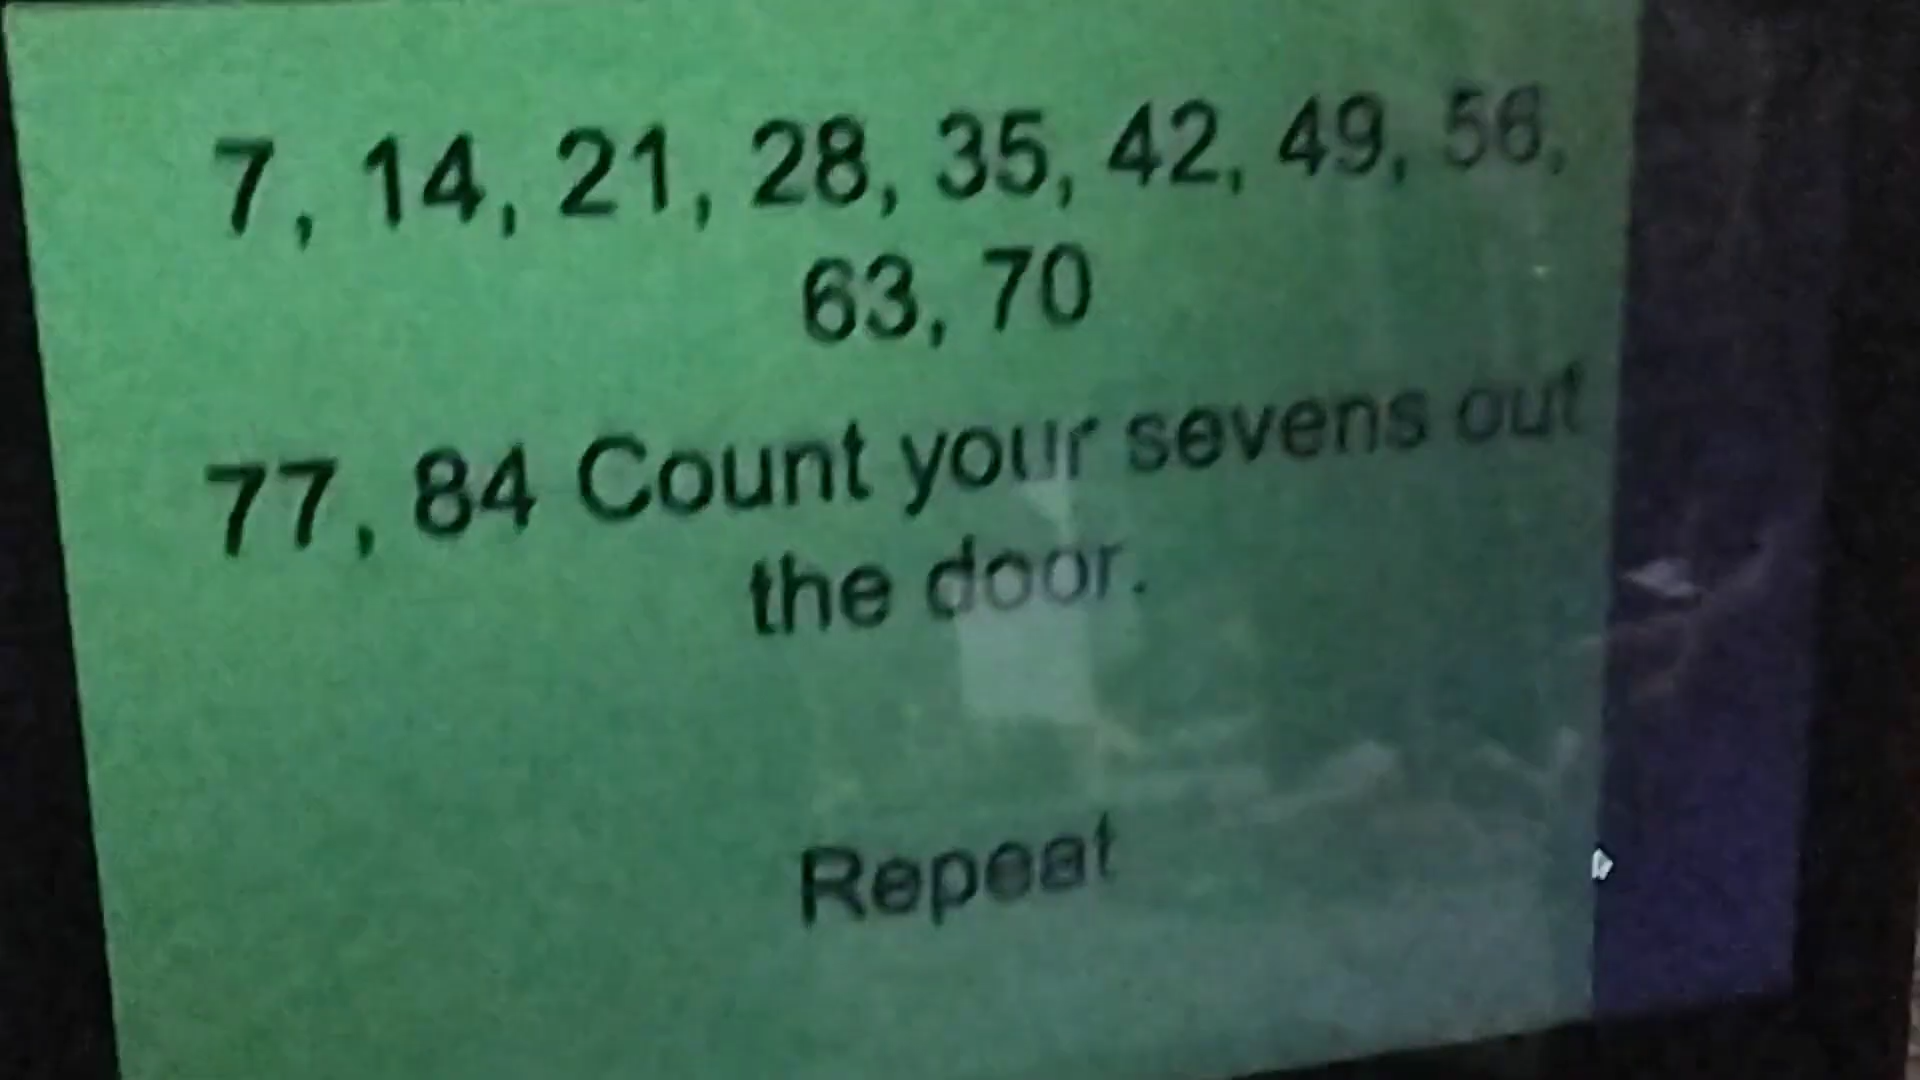 7, 14, 21, 28, 35, 42, 49, 56,
63, 70
77, 84 Count your sevens out
the door.
Repeat